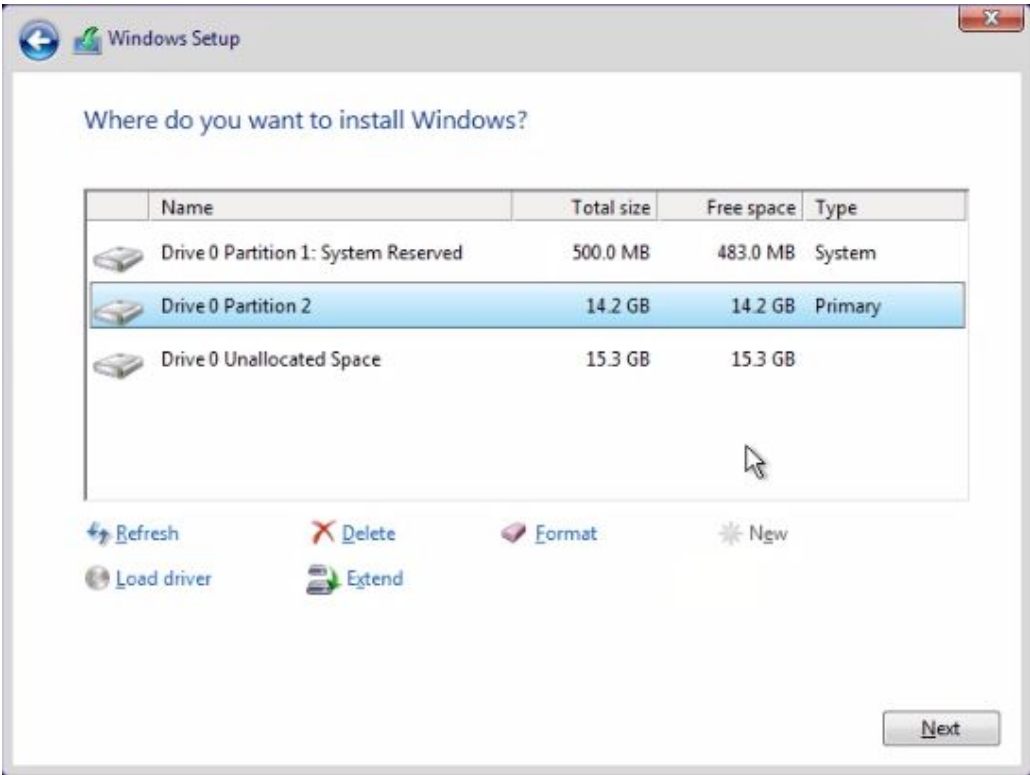 Windows Setup
Where do you want to install Windows?
Name Total size Free space Type
Drive 0 Partition 1: System Reserved 500.0 MB 483.0 MB System
Drive 0 Partition 2 14.2 GB 14.2 GB Primary
Drive 0 Unallocated Space 15.3 GB 15.3 GB
Refresh Delete Format New
Load driver Extend
Next